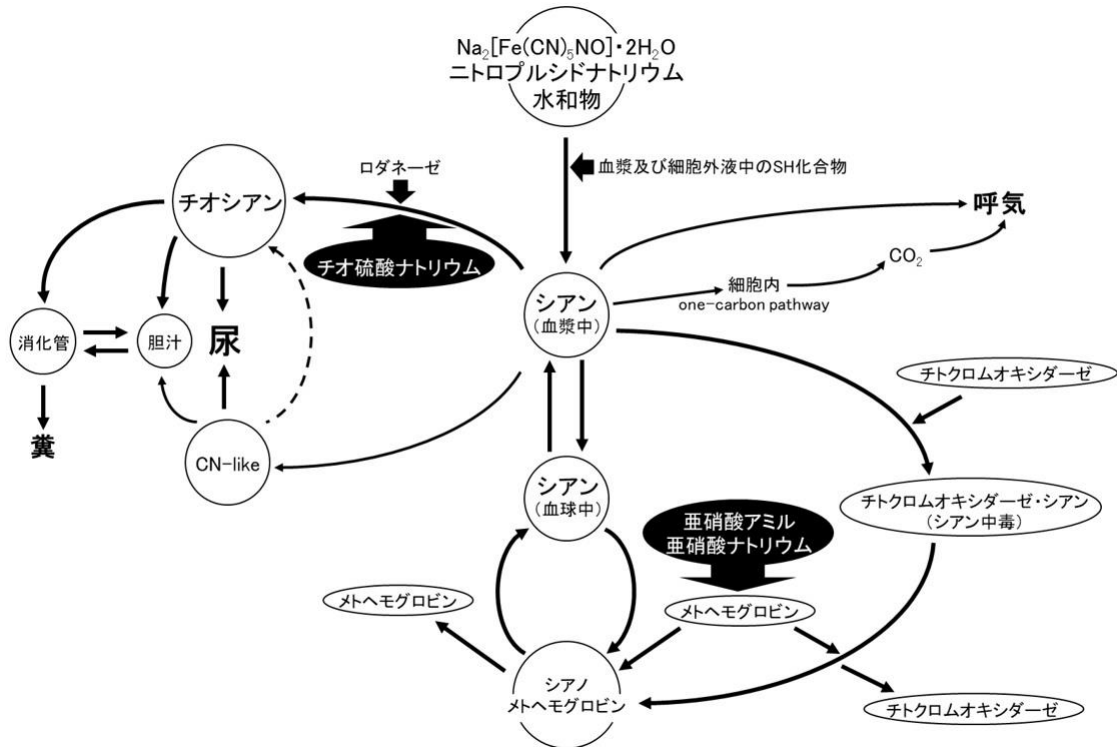 Na₂[Fe(CN)₅NO]・2H₂O
ニトロプルシドナトリウム
水和物
血漿及び細胞外液中のSH化合物
ロダネーゼ
チオシアン
チオ硫酸ナトリウム
呼気
CO₂
細胞内
one-carbon pathway
シアン
(血漿中)
消化管
胆汁
尿
チトクロムオキシダーゼ
糞
CN-like
シアン
(血球中)
チトクロムオキシダーゼ・シアン
(シアン中毒)
亜硝酸アミル
亜硝酸ナトリウム
メトヘモグロビン
メトヘモグロビン
シアノ
メトヘモグロビン
チトクロムオキシダーゼ